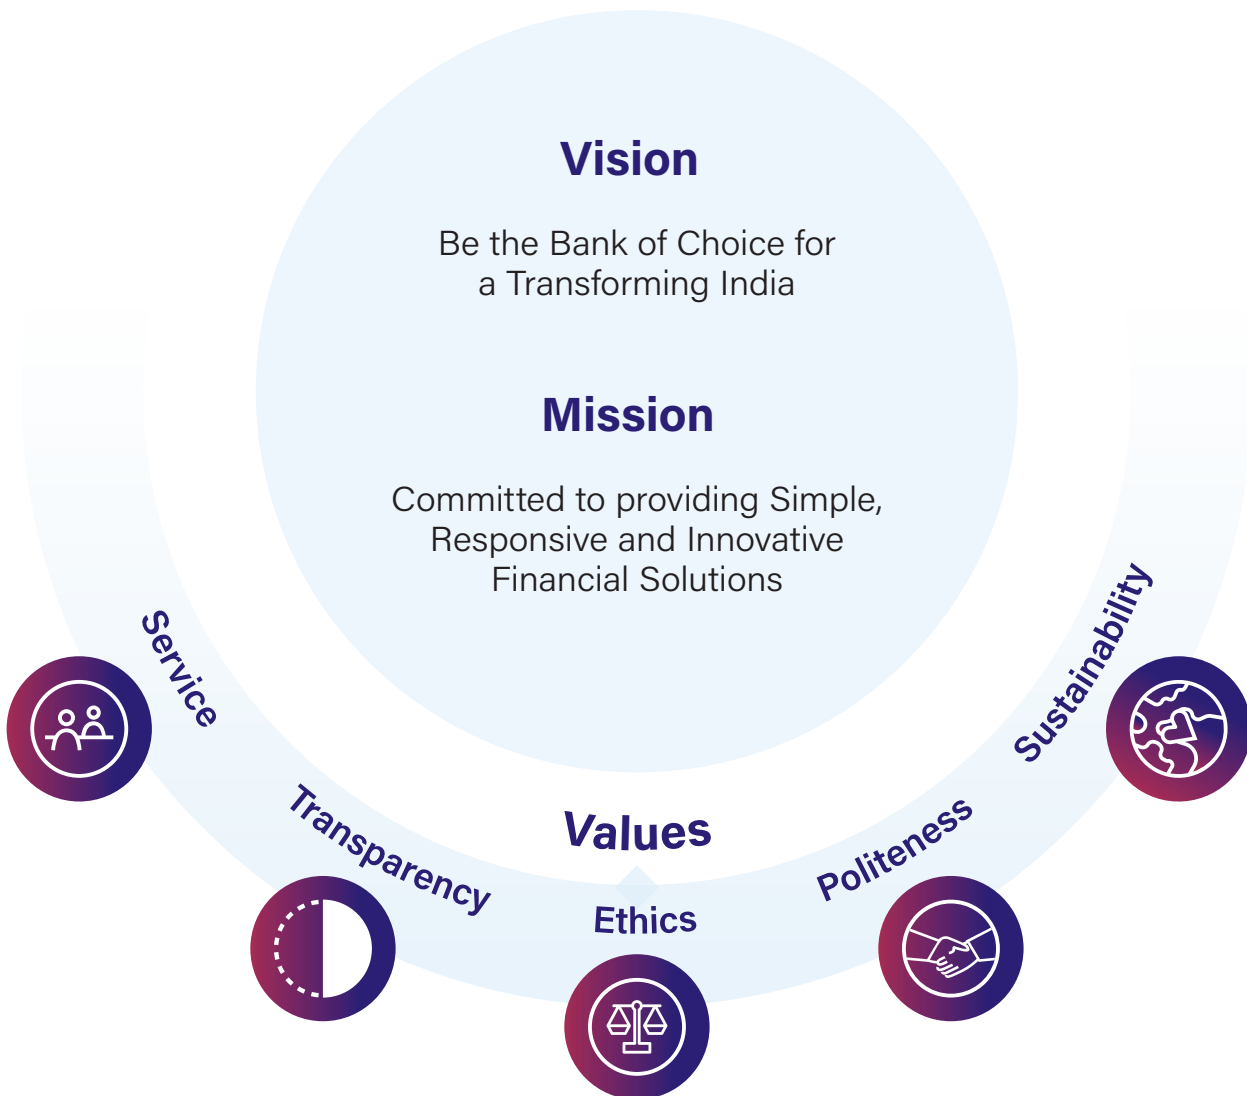 Vision
Be the Bank of Choice for
a Transforming India
Mission
Committed to providing Simple,
Responsive and Innovative
Financial Solutions
Values
Service
Transparency
Ethics
Politeness
Sustainability